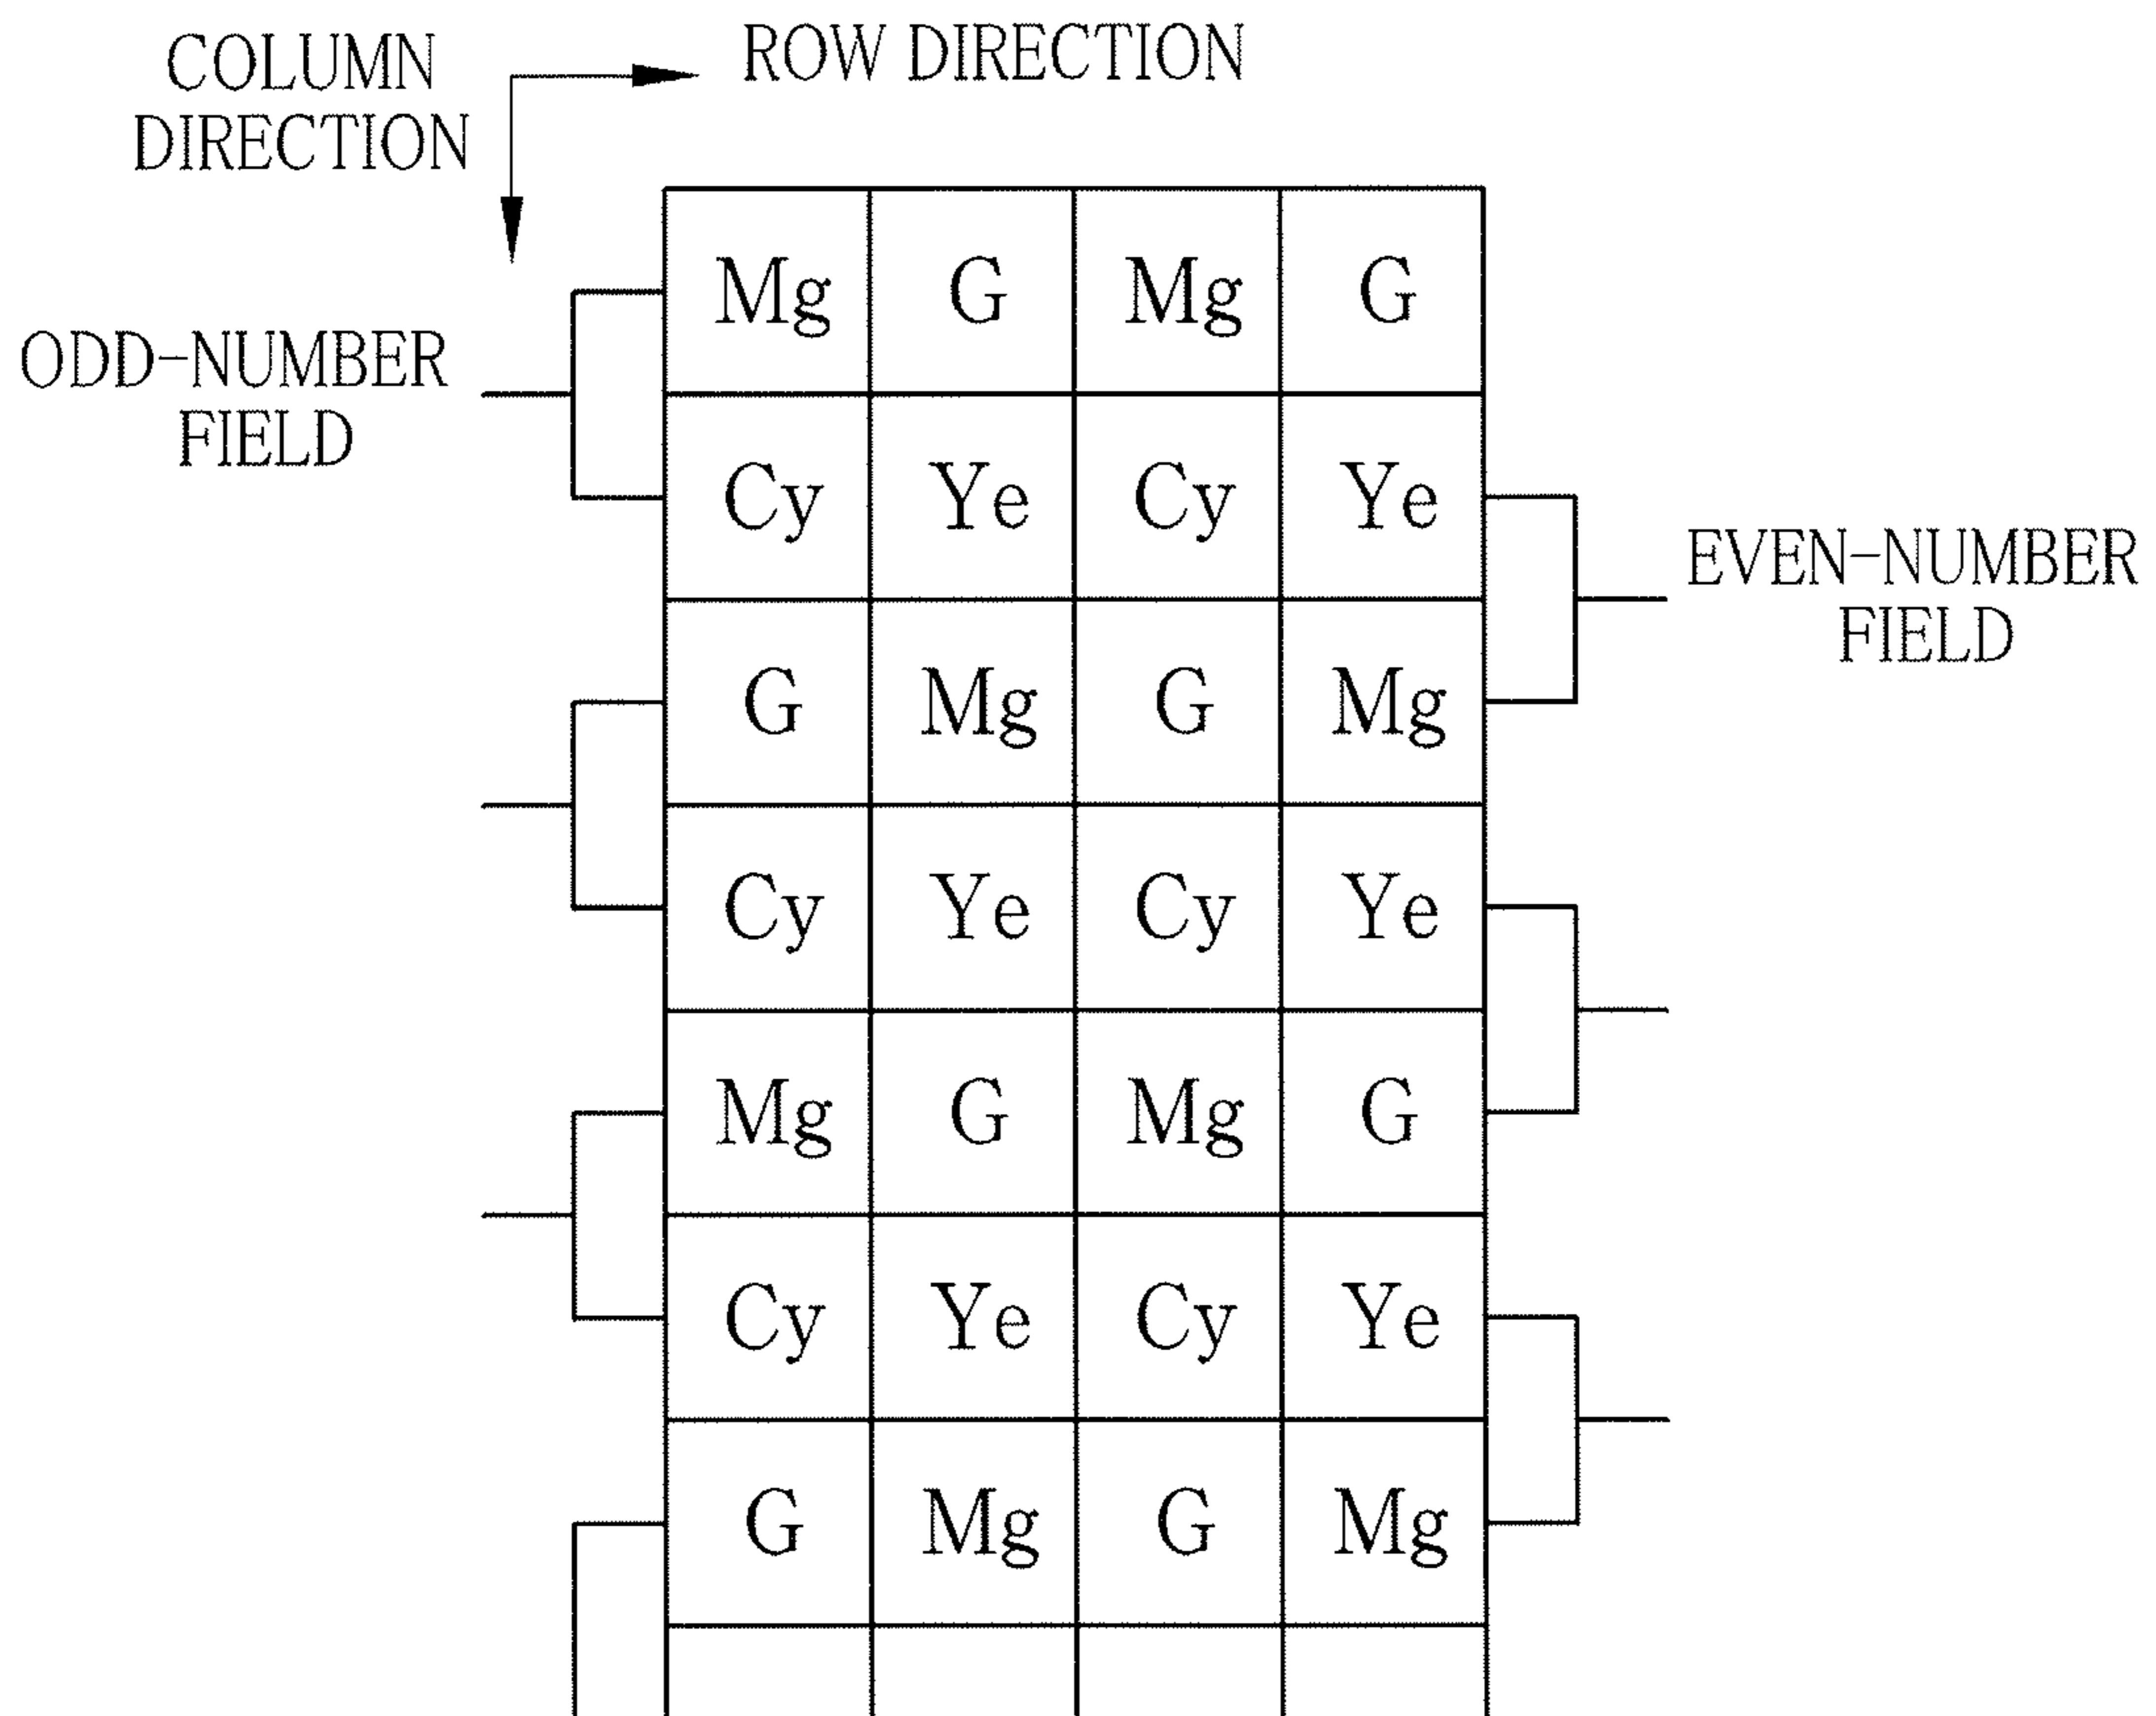 COLUMN
DIRECTION
ROW DIRECTION
ODD-NUMBER
FIELD
EVEN-NUMBER
FIELD
Mg G Mg G
Cy Ye Cy Ye
G Mg G Mg
Cy Ye Cy Ye
Mg G Mg G
Cy Ye Cy Ye
G Mg G Mg